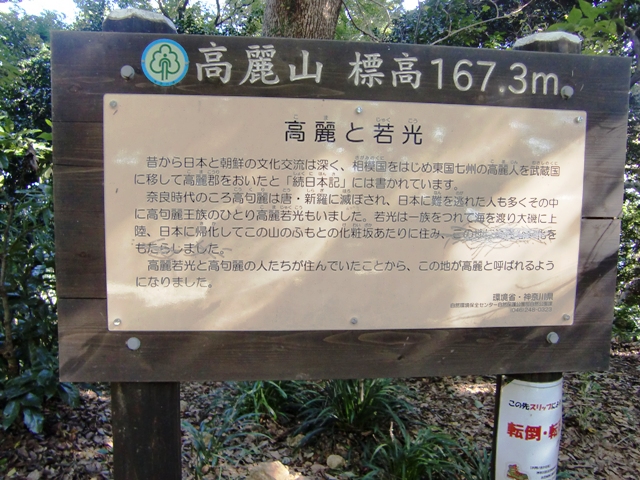 高麗山 標高167.3m
高麗と若光
昔から日本と朝鮮の文化交流は深く、相模国をはじめ東国七州の高麗人を武蔵国
に移して高麗郡をおいたと「続日本記」には書かれています。
奈良時代のころ高句麗は唐・新羅に滅ぼされ、日本に難を逃れた人も多くその中
に高句麗王族のひとり高麗若光もいました。若光は一族をつれて海を渡り大磯に上
陸、日本に帰化してこの山のふもとの化粧坂あたりに住み、この地に
をもたらしました。
高麗若光と高句麗の人たちが住んでいたことから、この地が高麗と呼ばれるよう
になりました。
環境省・神奈川県
この先スリップ
転倒・転